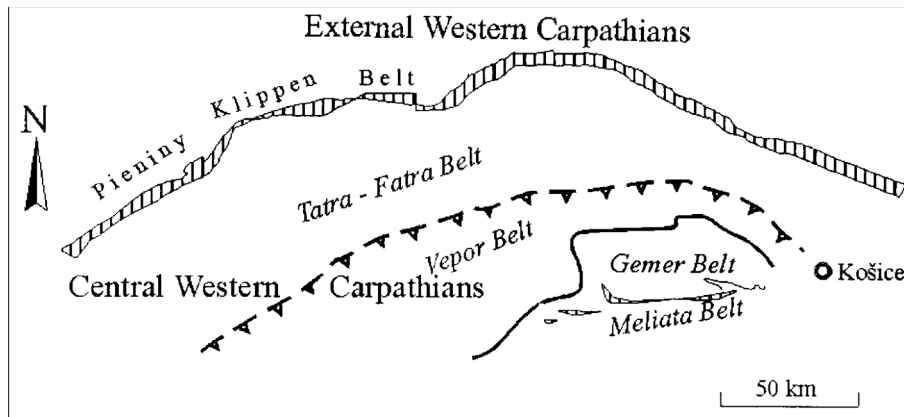 External Western Carpathians
Pieniny Klippen Belt
N
Tatra - Fatra Belt
Vepor Belt
Central Western Carpathians
Gemer Belt
Košice
Meliata Belt
50 km